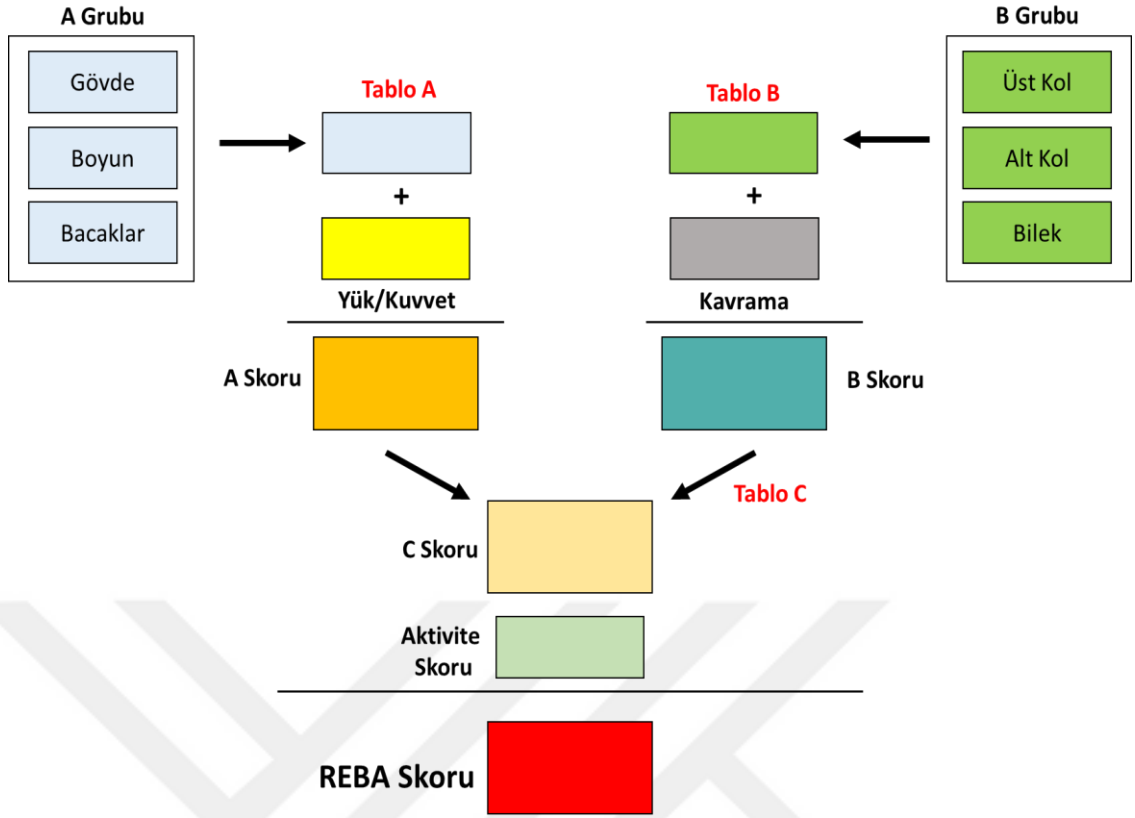 A Grubu
Gövde
Boyun
Bacaklar
Tablo A
+
Yük/Kuvvet
A Skoru
B Grubu
Üst Kol
Alt Kol
Bilek
Tablo B
+
Kavrama
B Skoru
Tablo C
C Skoru
Aktivite
Skoru
REBA Skoru